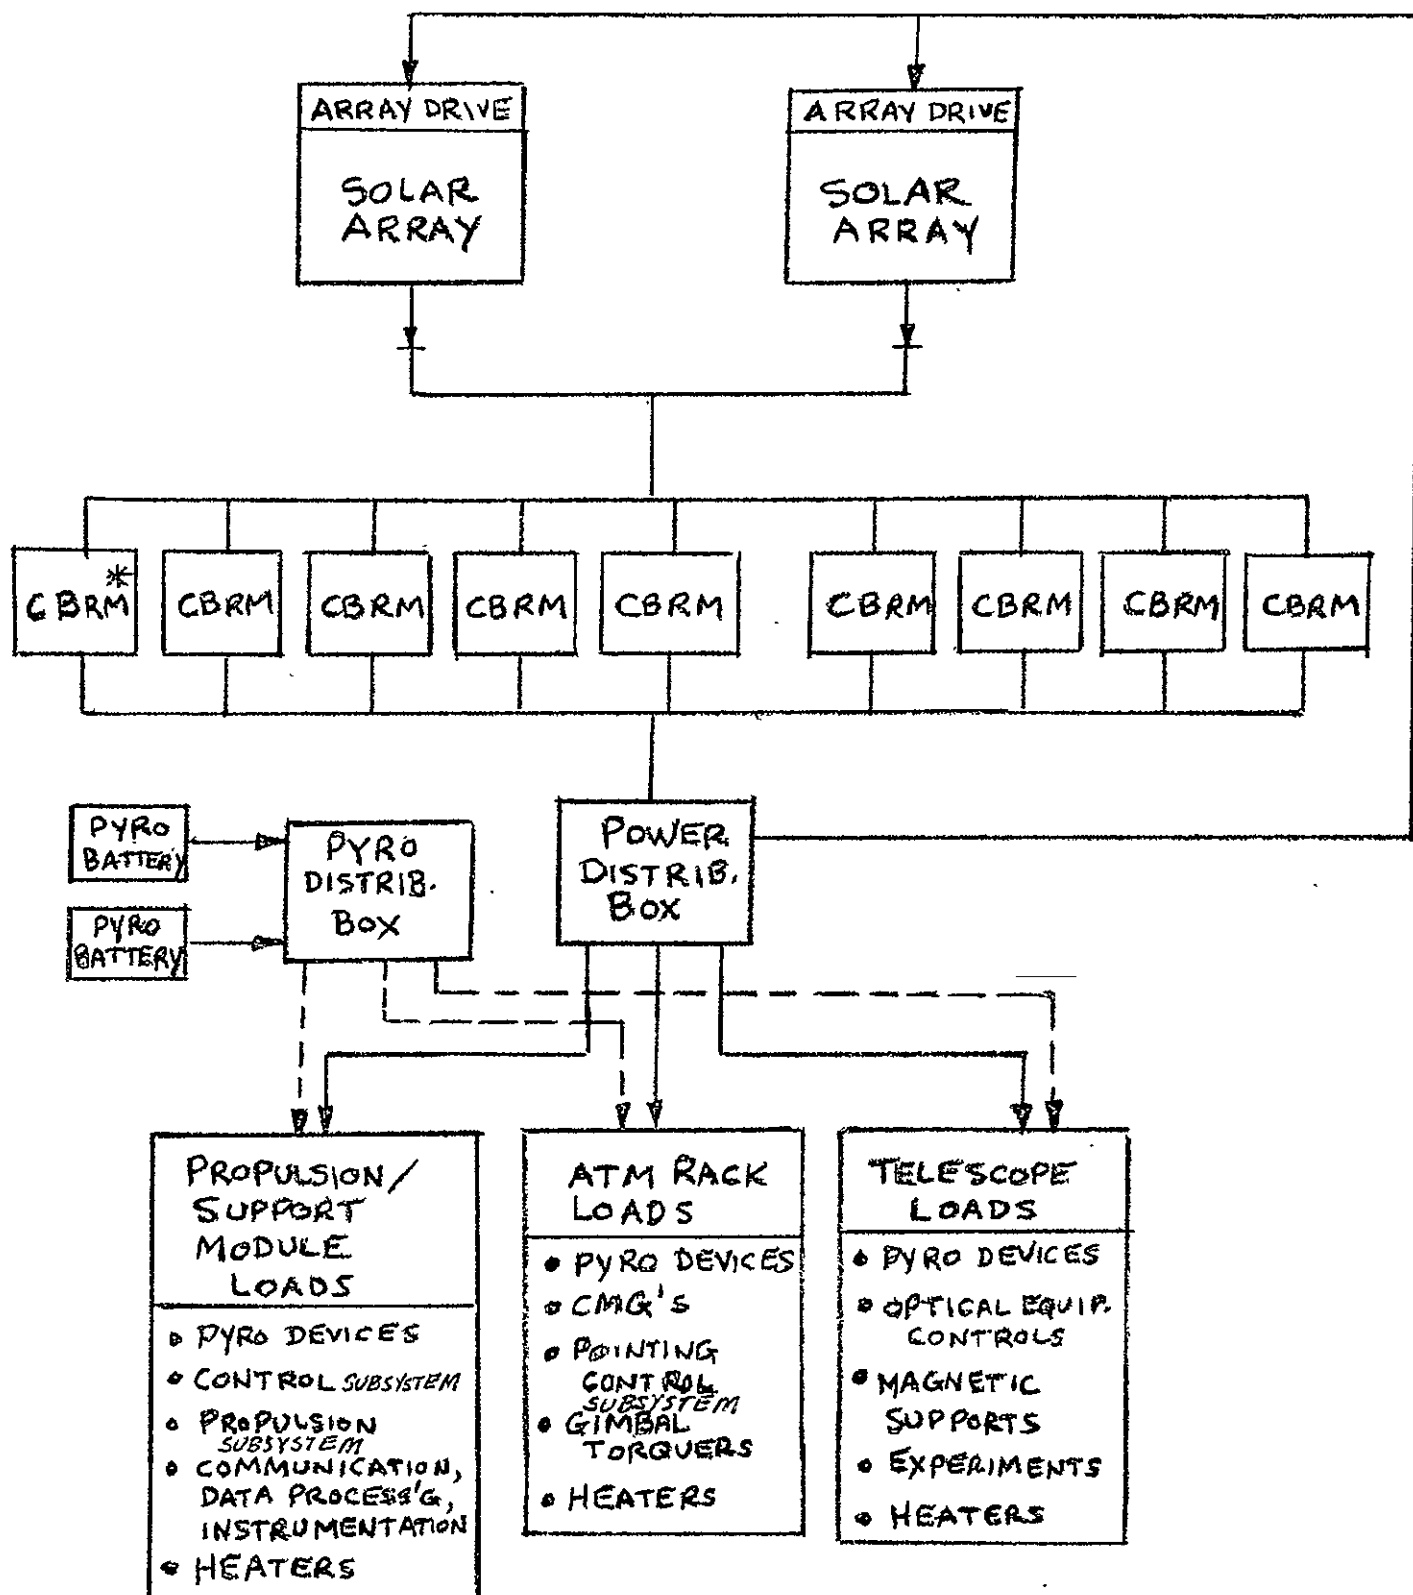 ARRAY DRIVE
SOLAR
ARRAY
ARRAY DRIVE
SOLAR
ARRAY
CBRM*
CBRM
CBRM
CBRM
CBRM
CBRM
CBRM
CBRM
CBRM
PYRO
BATTERY
PYRO
BATTERY
PYRO
DISTRIB.
BOX
POWER
DISTRIB.
BOX
PROPULSION/
SUPPORT
MODULE
LOADS
• PYRO DEVICES
• CONTROL SUBSYSTEM
• PROPULSION
SUBSYSTEM
• COMMUNICATION,
DATA PROCESS'G,
INSTRUMENTATION
• HEATERS
ATM RACK
LOADS
• PYRO DEVICES
• CMG'S
• POINTING
CONTROL
SUBSYSTEM
• GIMBAL
TORQUERS
• HEATERS
TELESCOPE
LOADS
• PYRO DEVICES
• OPTICAL EQUIP.
CONTROLS
• MAGNETIC
SUPPORTS
• EXPERIMENTS
• HEATERS